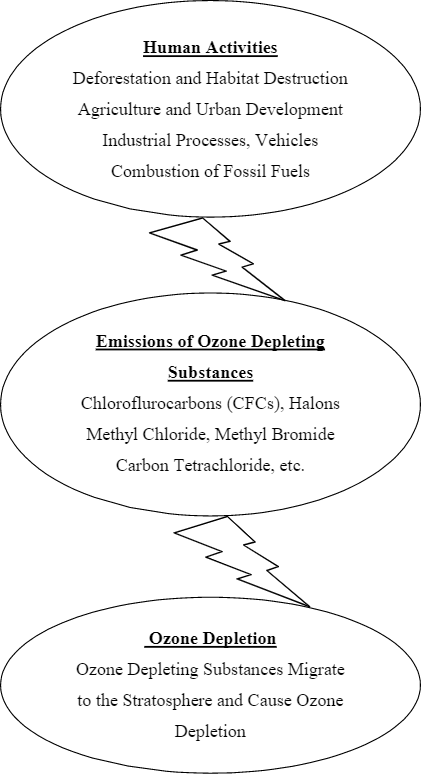 Human Activities
Deforestation and Habitat Destruction
Agriculture and Urban Development
Industrial Processes, Vehicles
Combustion of Fossil Fuels
Emissions of Ozone Depleting
Substances
Chloroflurocarbons (CFCs), Halons
Methyl Chloride, Methyl Bromide
Carbon Tetrachloride, etc.
Ozone Depletion
Ozone Depleting Substances Migrate
to the Stratosphere and Cause Ozone
Depletion